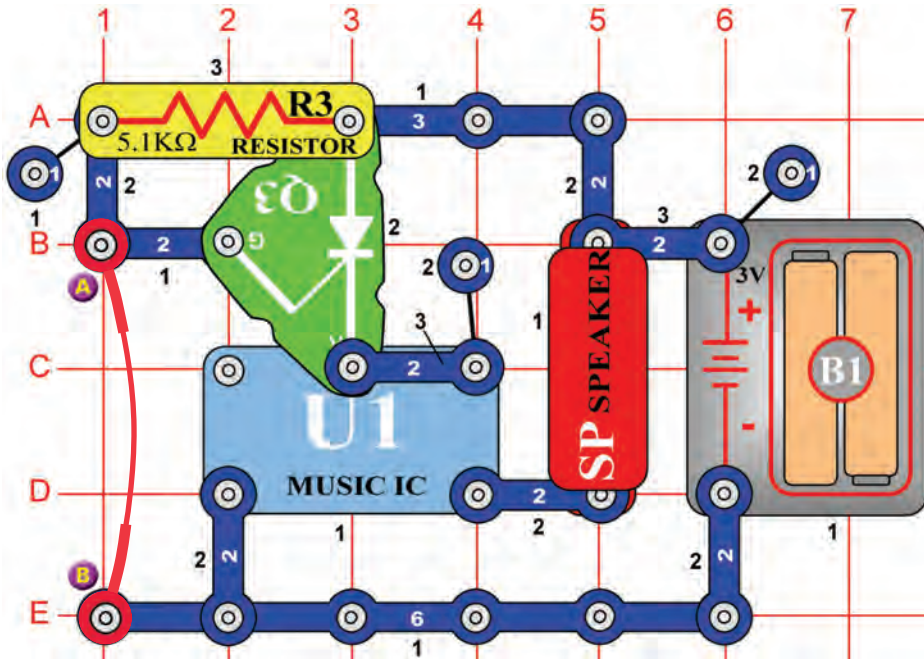 1 2 3 4 5 6 7
3
A R3 1
3
5.1KΩ RESISTOR
1 2 2 Q3 2 2 2 1
1 2 3
B 2 G 2 1 2
A 1 3V
+
3 1 SPEAKER
C 2 B1
U1
SP -
D MUSIC IC 2
1 2 1
2 2 2 2
B
E 6
1